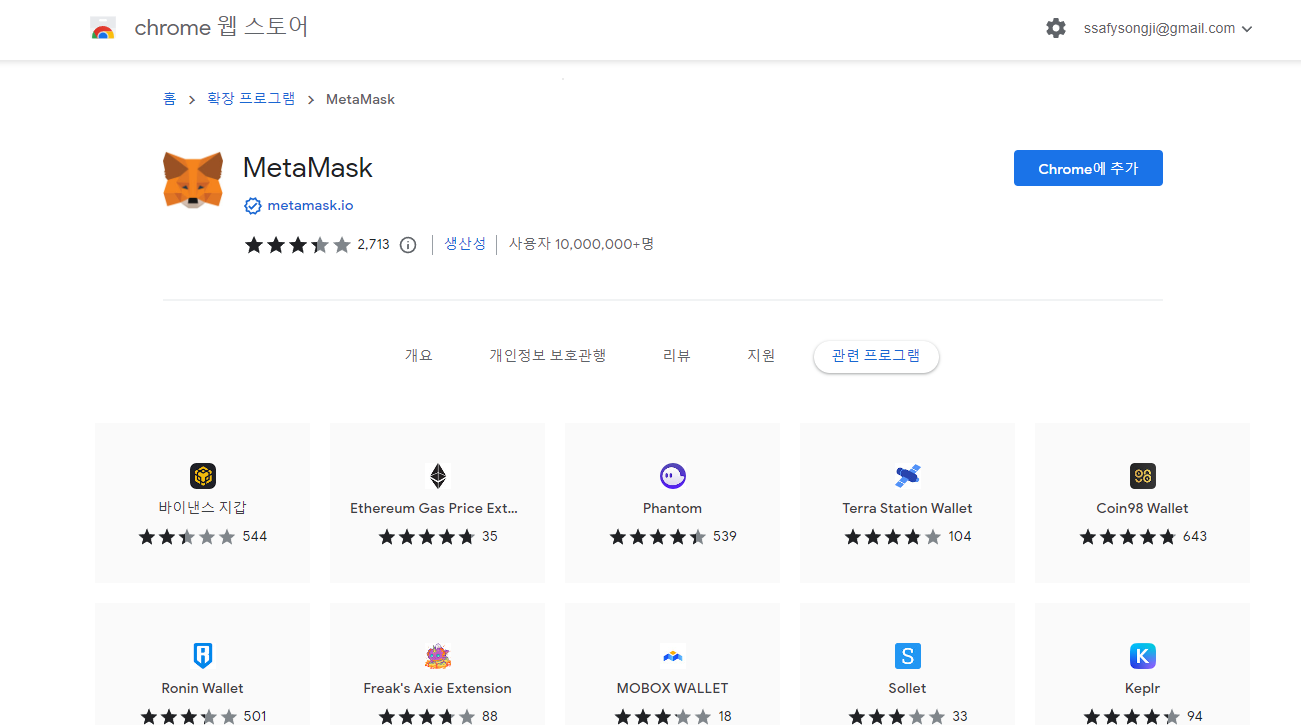 chrome 웹 스토어
ssafysongji@gmail.com
홈 > 확장 프로그램 > MetaMask
MetaMask
Chrome에 추가
metamask.io
2,713 생산성 사용자 10,000,000+명
개요 개인정보 보호관행 리뷰 지원 관련 프로그램
바이낸스 지갑 Ethereum Gas Price Ext... Phantom Terra Station Wallet Coin98 Wallet
544 35 539 104 643
Ronin Wallet Freak's Axie Extension MOBOX WALLET Sollet Keplr
501 88 18 33 94